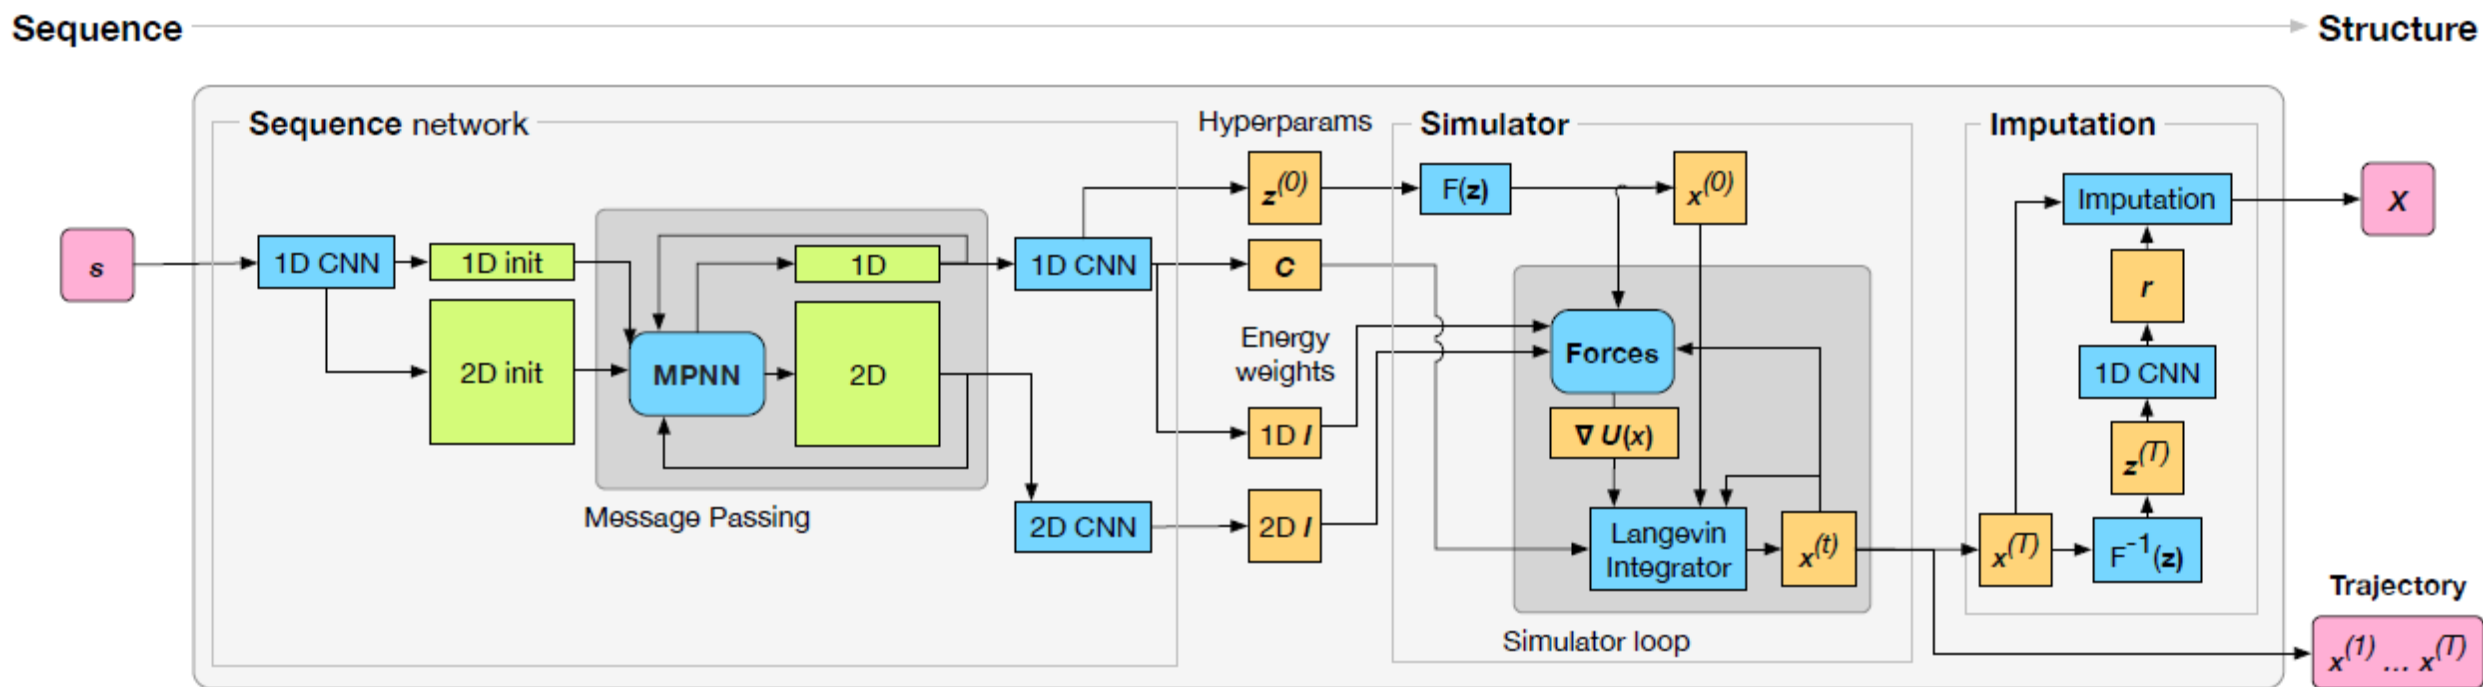 Sequence
Structure
Sequence network
Hyperparams
Simulator
Imputation
s
1D CNN
1D init
2D init
MPNN
1D
2D
Message Passing
1D CNN
2D CNN
z(0)
C
Energy
weights
1D l
2D l
F(z)
x(0)
Forces
∇ U(x)
Langevin
Integrator
x(t)
Simulator loop
Imputation
r
1D CNN
z(T)
x(T)
F-1(z)
X
Trajectory
x(1) ... x(T)